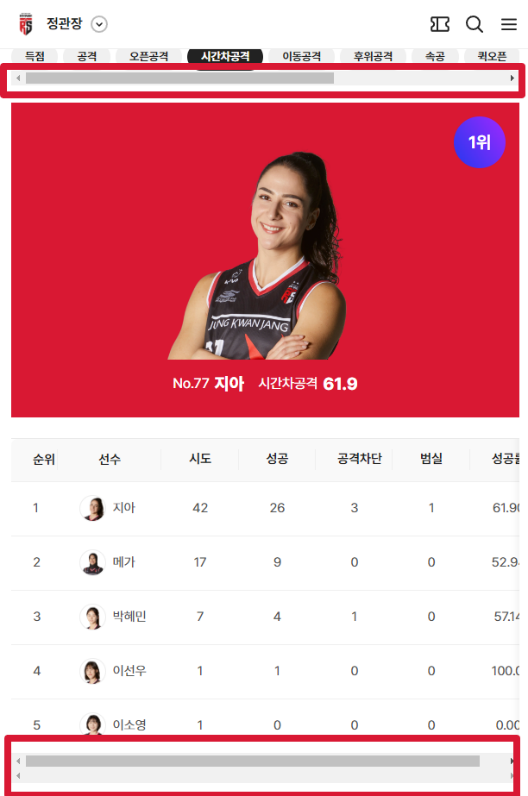 정관장
득점 공격 오픈공격 시간차공격 이동공격 후위공격 속공 퀵오픈
1위
JUNG KWAN JANG
No.77 지아 시간차공격 61.9
순위 선수 시도 성공 공격차단 범실 성공률
1 지아 42 26 3 1 61.90
2 메가 17 9 0 0 52.94
3 박혜민 7 4 1 0 57.14
4 이선우 1 1 0 0 100.0
5 이소영 1 0 0 0 0.00